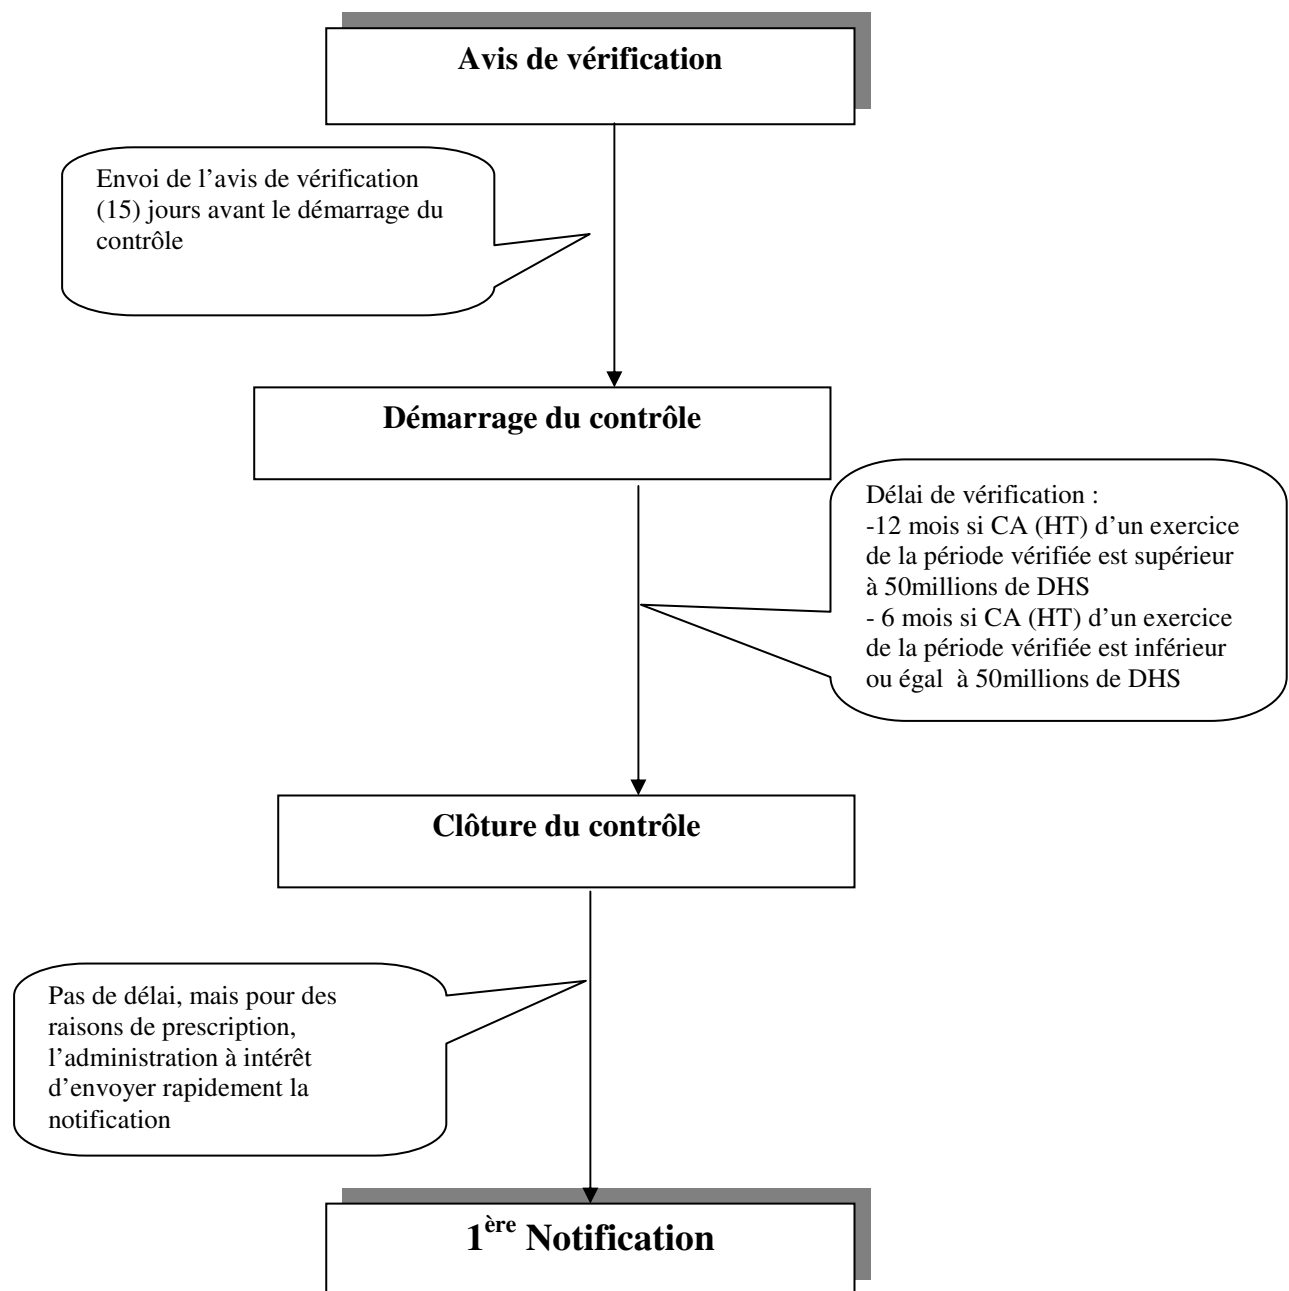 Avis de vérification
Envoi de l’avis de vérification
(15) jours avant le démarrage du
contrôle
Démarrage du contrôle
Délai de vérification :
-12 mois si CA (HT) d’un exercice
de la période vérifiée est supérieur
à 50millions de DHS
- 6 mois si CA (HT) d’un exercice
de la période vérifiée est inférieur
ou égal à 50millions de DHS
Clôture du contrôle
Pas de délai, mais pour des
raisons de prescription,
l’administration à intérêt
d’envoyer rapidement la
notification
1ère Notification